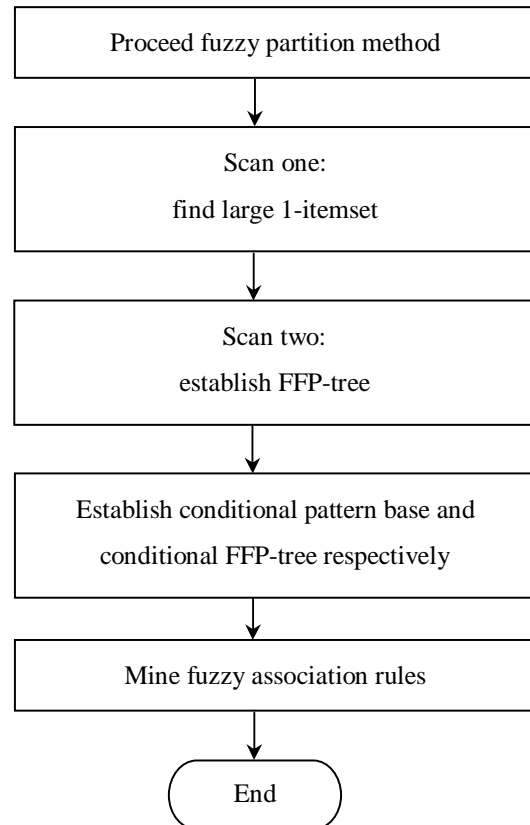 Proceed fuzzy partition method
Scan one:
find large 1-itemset
Scan two:
establish FFP-tree
Establish conditional pattern base and
conditional FFP-tree respectively
Mine fuzzy association rules
End